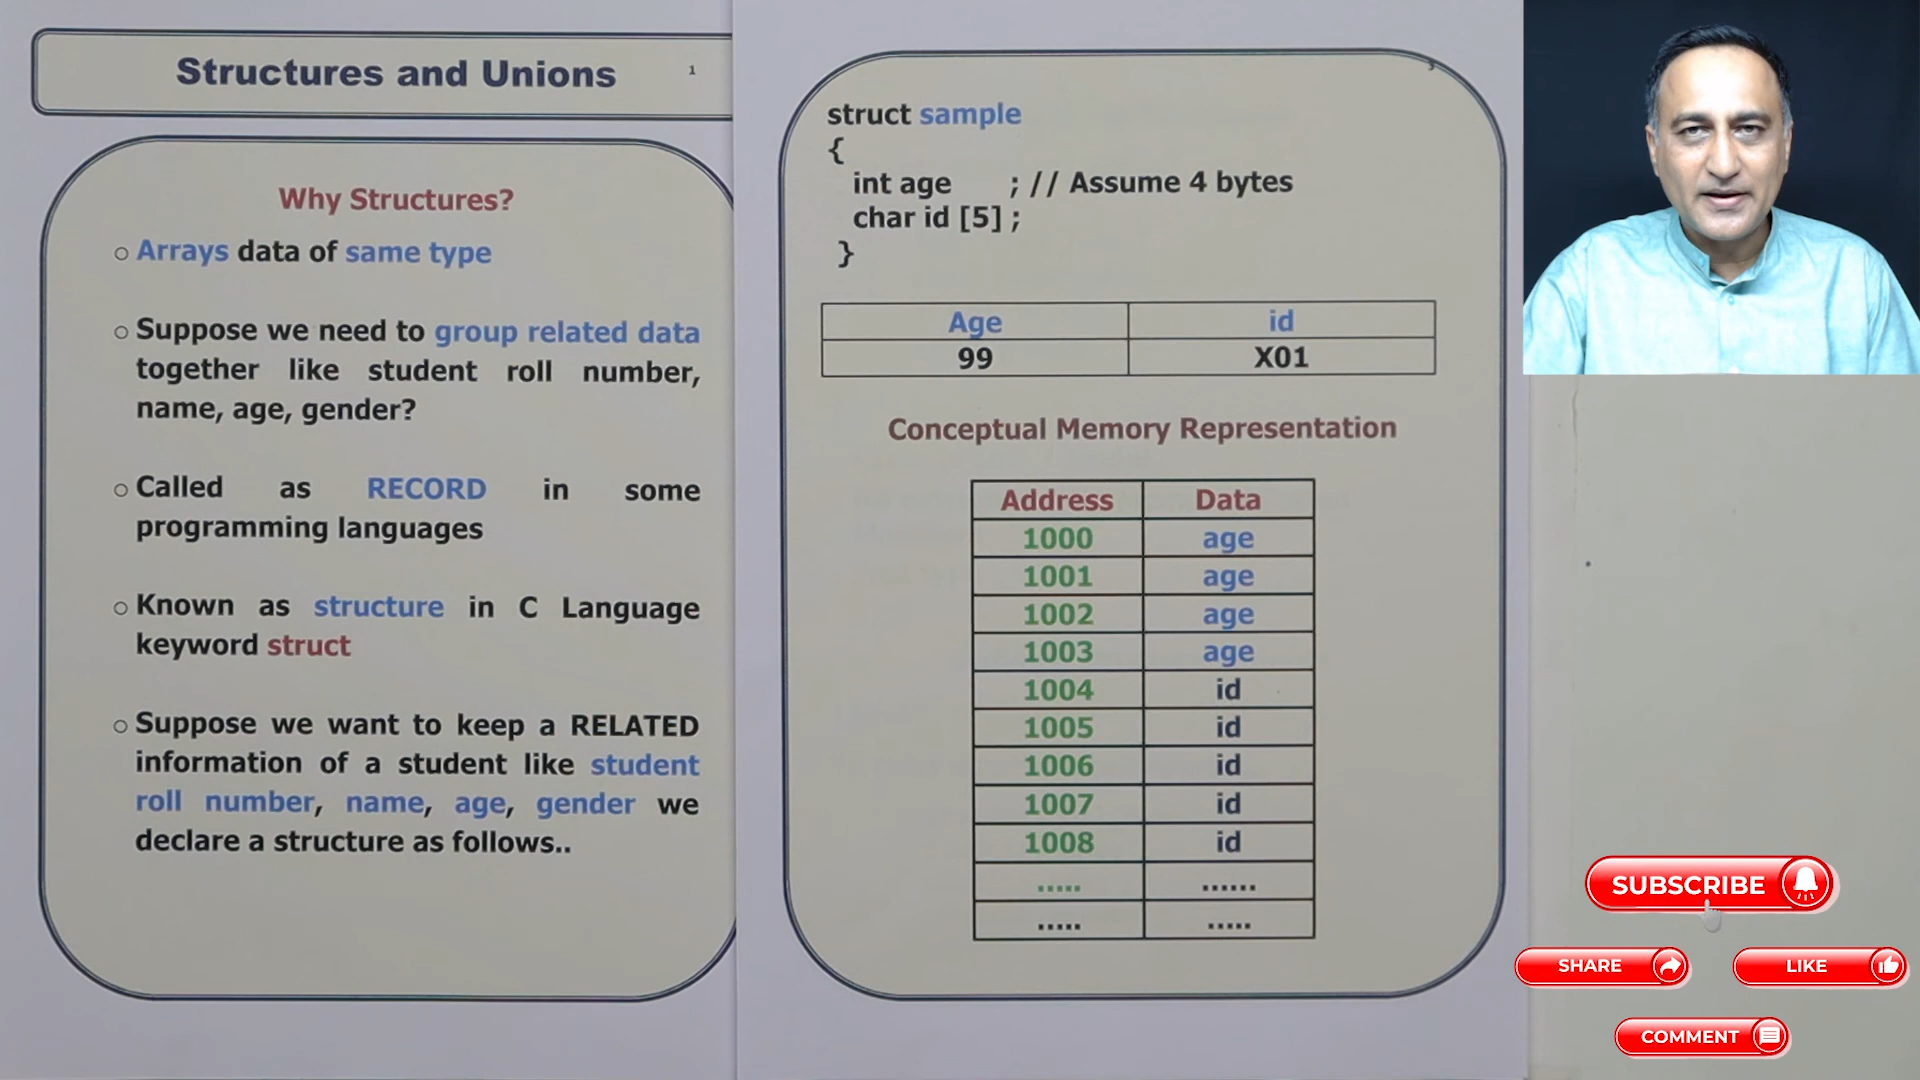 Structures and Unions 1
Why Structures?
○ Arrays data of same type
○ Suppose we need to group related data
together like student roll number,
name, age, gender?
○ Called as RECORD in some
programming languages
○ Known as structure in C Language
keyword struct
○ Suppose we want to keep a RELATED
information of a student like student
roll number, name, age, gender we
declare a structure as follows..
struct sample
{
int age ; // Assume 4 bytes
char id [5] ;
}
Age id
99 X01
Conceptual Memory Representation
Address Data
1000 age
1001 age
1002 age
1003 age
1004 id
1005 id
1006 id
1007 id
1008 id
..... ......
..... .....
SUBSCRIBE
SHARE LIKE
COMMENT